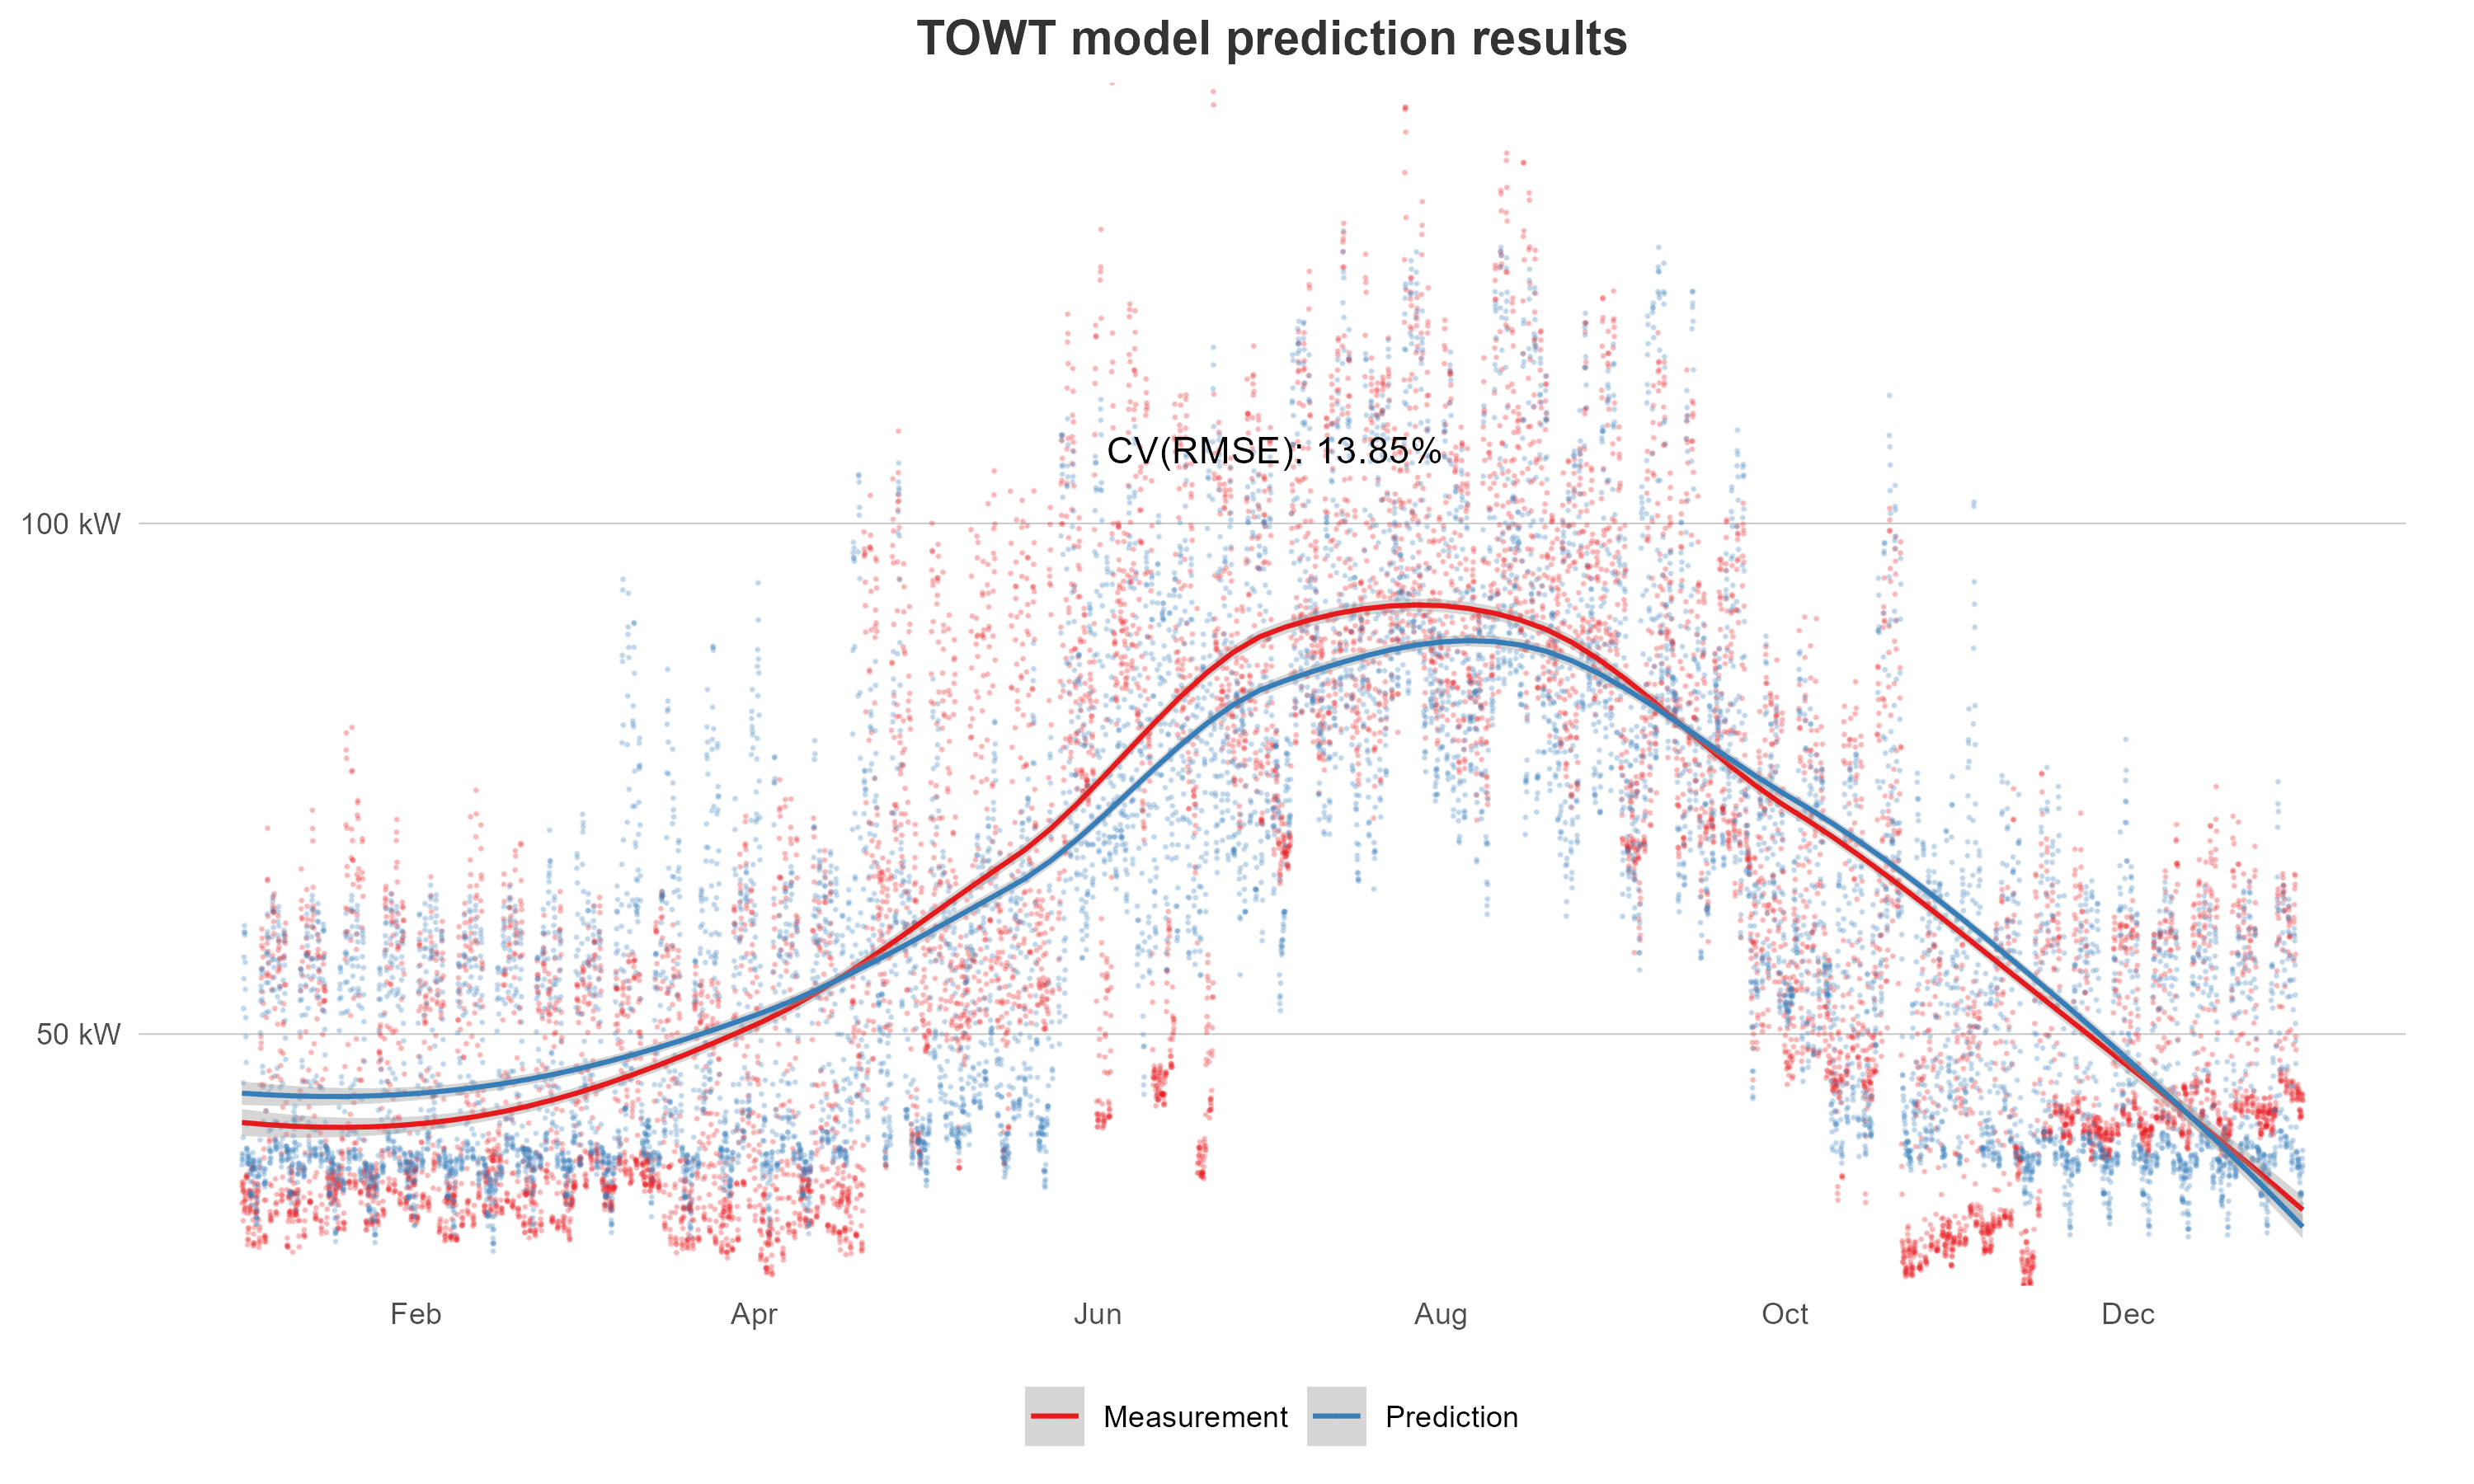 TOWT model prediction results
CV(RMSE): 13.85%
100 kW
50 kW
Feb Apr Jun Aug Oct Dec
Measurement Prediction